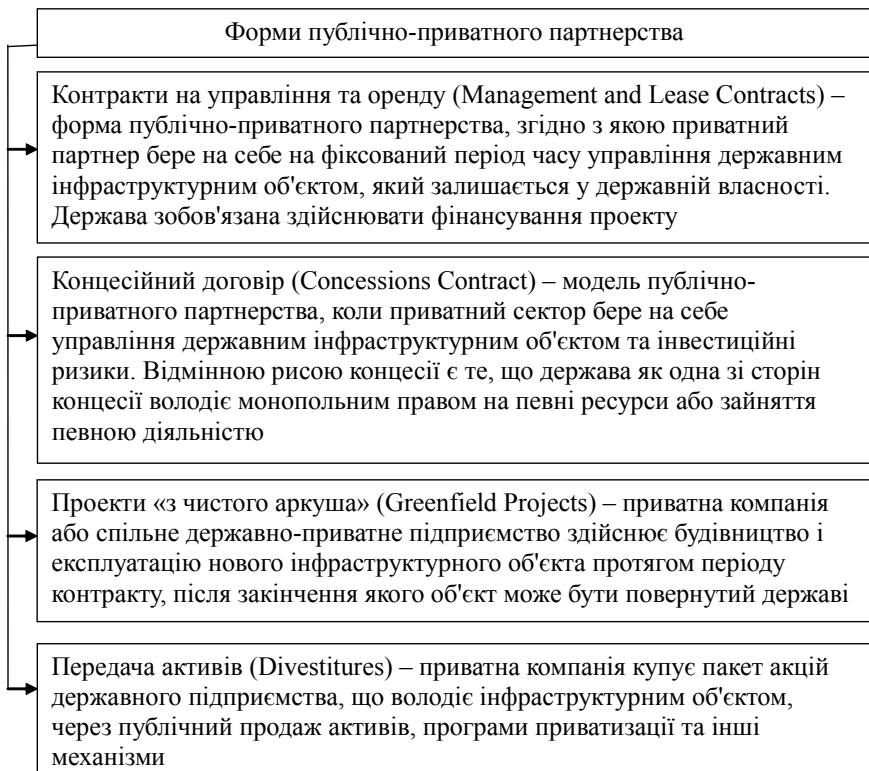 Форми публічно-приватного партнерства
Контракти на управління та оренду (Management and Lease Contracts) –
форма публічно-приватного партнерства, згідно з якою приватний
партнер бере на себе на фіксований період часу управління державним
інфраструктурним об'єктом, який залишається у державній власності.
Держава зобов'язана здійснювати фінансування проекту
Концесійний договір (Concessions Contract) – модель публічно-
приватного партнерства, коли приватний сектор бере на себе
управління державним інфраструктурним об'єктом та інвестиційні
ризики. Відмінною рисою концесії є те, що держава як одна зі сторін
концесії володіє монопольним правом на певні ресурси або зайняття
певною діяльністю
Проекти «з чистого аркуша» (Greenfield Projects) – приватна компанія
або спільне державно-приватне підприємство здійснює будівництво і
експлуатацію нового інфраструктурного об'єкта протягом періоду
контракту, після закінчення якого об'єкт може бути повернутий державі
Передача активів (Divestitures) – приватна компанія купує пакет акцій
державного підприємства, що володіє інфраструктурним об'єктом,
через публічний продаж активів, програми приватизації та інші
механізми